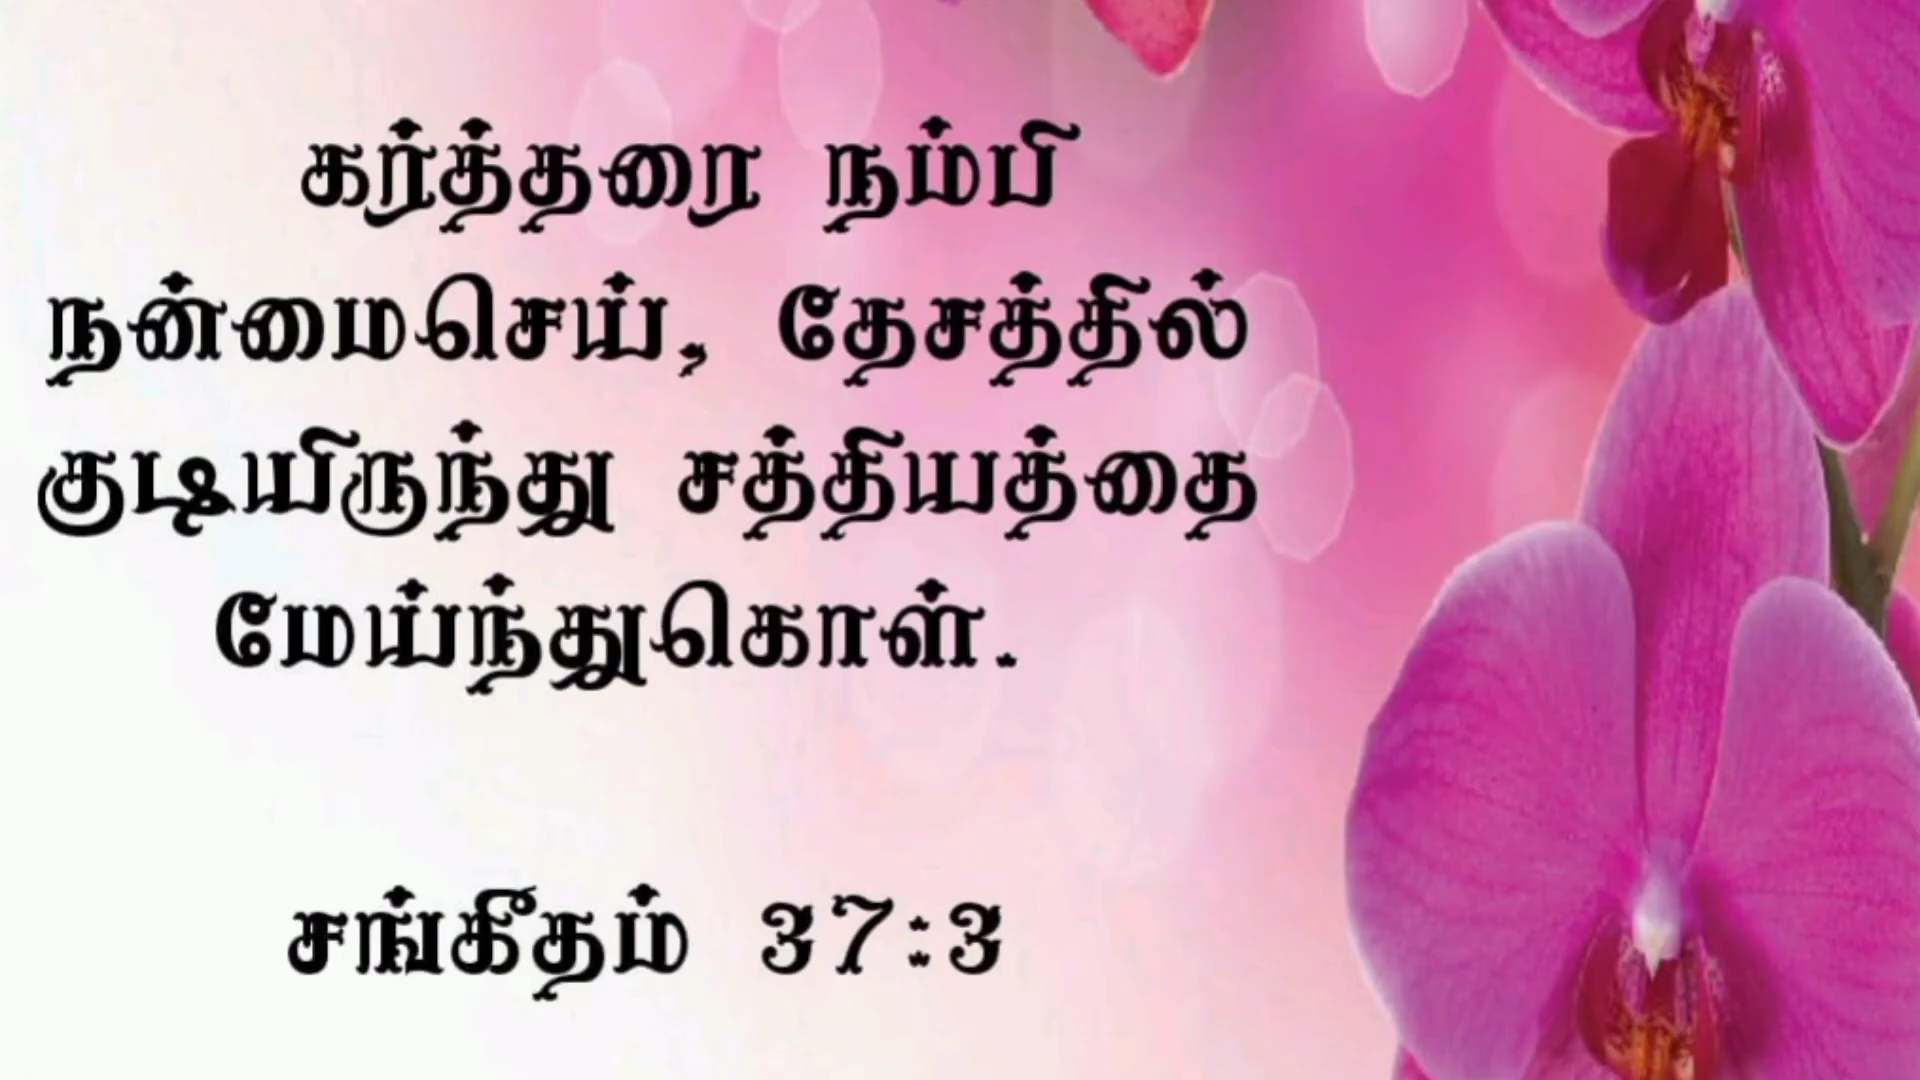 கர்த்தரை நம்பி
நன்மைசெய், தேசத்தில்
குடியிருந்து சத்தியத்தை
மேய்ந்துகொள்.
சங்கீதம் 37:3